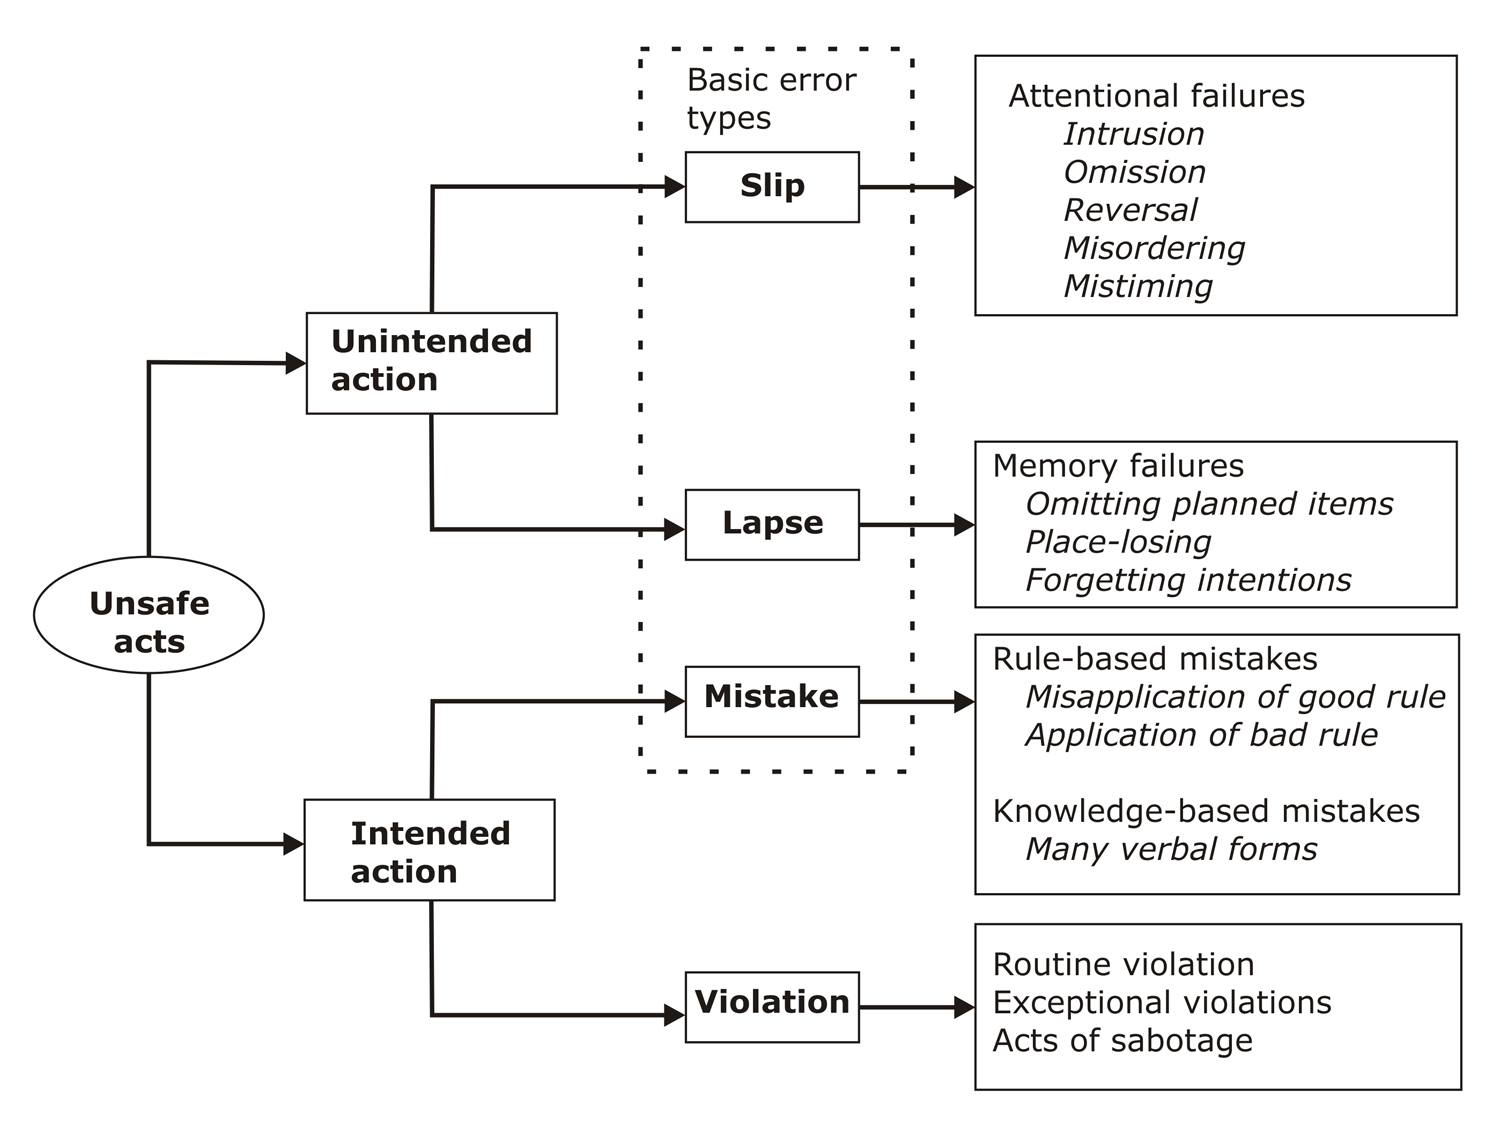 Basic error
types
Slip
Attentional failures
Intrusion
Omission
Reversal
Misordering
Mistiming
Unintended
action
Lapse
Memory failures
Omitting planned items
Place-losing
Forgetting intentions
Unsafe
acts
Mistake
Rule-based mistakes
Misapplication of good rule
Application of bad rule
Knowledge-based mistakes
Many verbal forms
Intended
action
Violation
Routine violation
Exceptional violations
Acts of sabotage